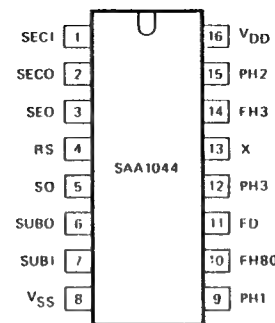 SECI 1 16 VDD
SECO 2 15 PH2
SEO 3 14 FH3
RS 4 13 X
SAA1044
SO 5 12 PH3
SUBO 6 11 FD
SUBI 7 10 FH80
VSS 8 9 PH1